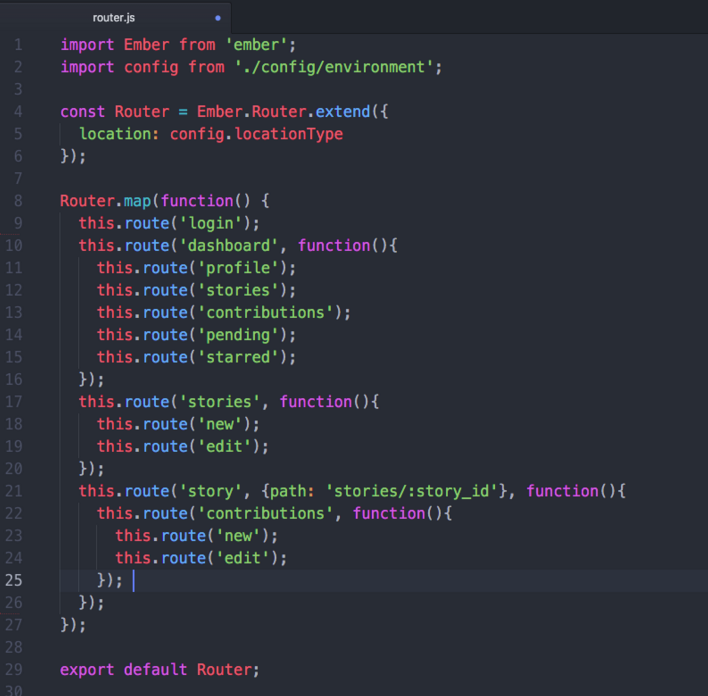 router.js
1 import Ember from 'ember';
2 import config from './config/environment';
3
4 const Router = Ember.Router.extend({
5   location: config.locationType
6 });
7
8 Router.map(function() {
9   this.route('login');
10   this.route('dashboard', function(){
11     this.route('profile');
12     this.route('stories');
13     this.route('contributions');
14     this.route('pending');
15     this.route('starred');
16   });
17   this.route('stories', function(){
18     this.route('new');
19     this.route('edit');
20   });
21   this.route('story', {path: 'stories/:story_id'}, function(){
22     this.route('contributions', function(){
23       this.route('new');
24       this.route('edit');
25     });
26   });
27 });
28
29 export default Router;
30